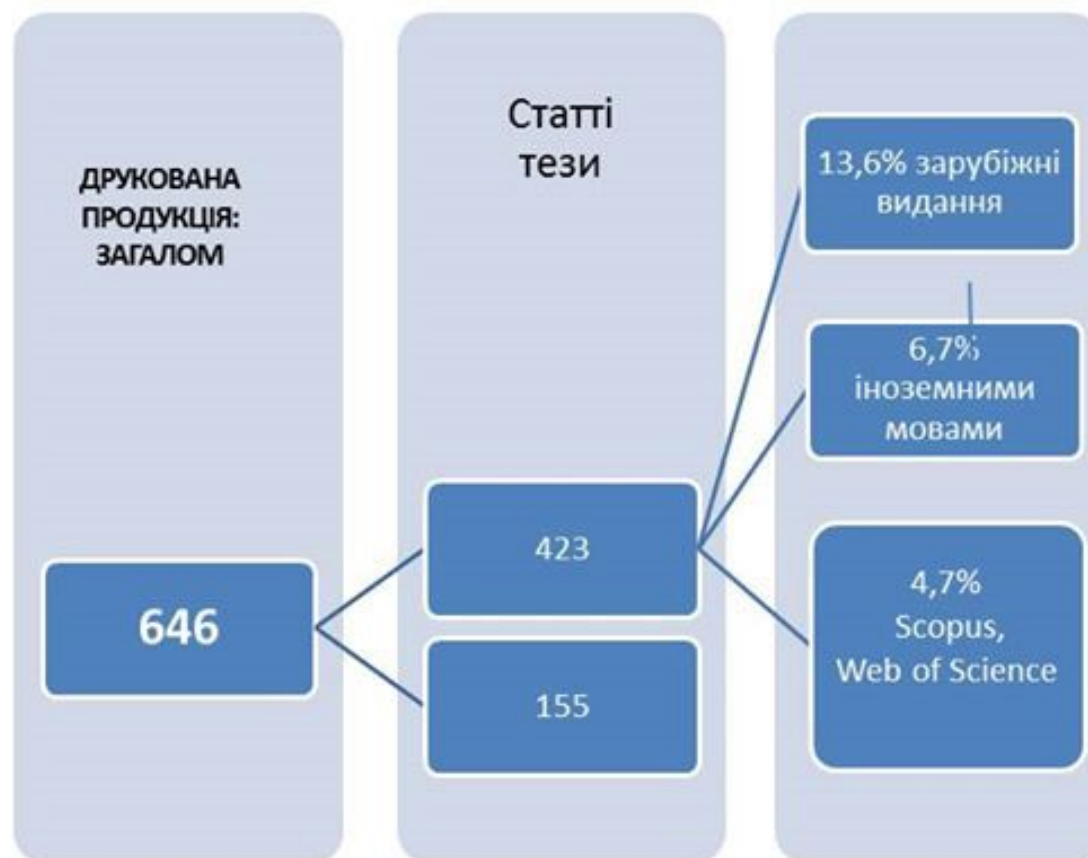 ДРУКОВАНА
ПРОДУКЦІЯ:
ЗАГАЛОМ
646
Статті
тези
423
155
13,6% зарубіжні
видання
6,7%
іноземними
мовами
4,7%
Scopus,
Web of Science